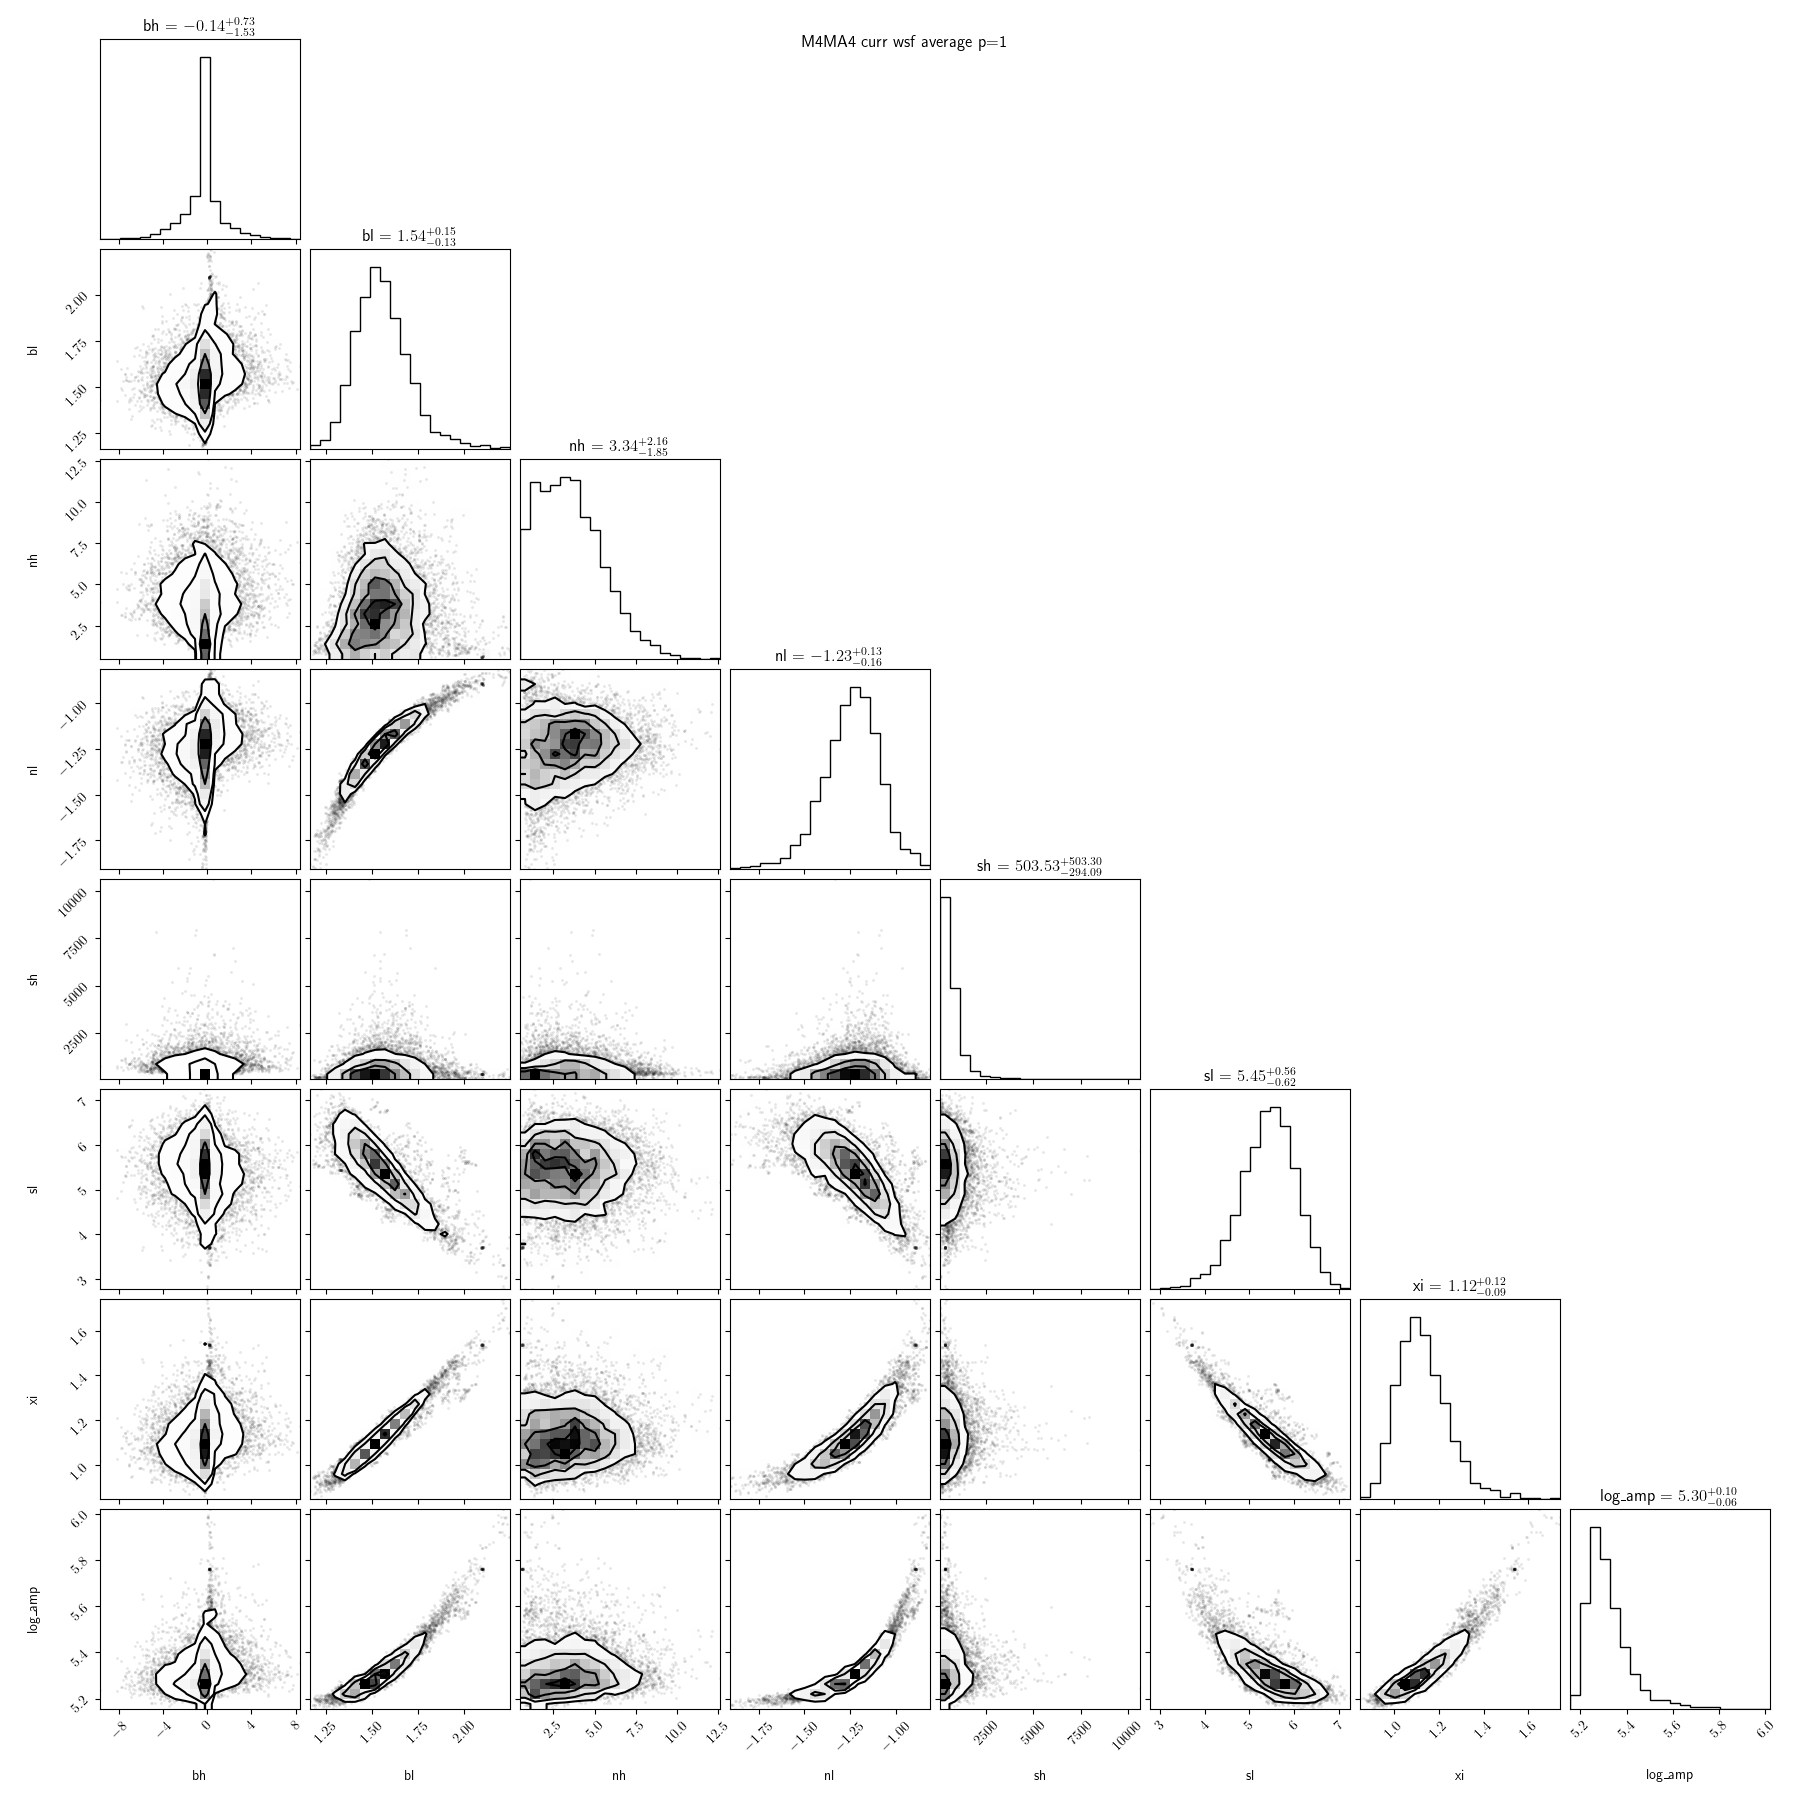 bh = −0.14 +0.73 −1.53
M4MA4 curr wsf average p=1
bl = 1.54 +0.15 −0.13
bl
2.00
1.75
1.50
1.25
nh = 3.34 +2.16 −1.85
nh
12.5
10.0
7.5
5.0
2.5
nl = −1.23 +0.13 −0.16
nl
−1.00
−1.25
−1.50
−1.75
sh = 503.53 +503.30 −294.09
sh
10000
7500
5000
2500
sl = 5.45 +0.56 −0.62
sl
7
6
5
4
3
xi = 1.12 +0.12 −0.09
xi
1.6
1.4
1.2
1.0
log_amp = 5.30 +0.10 −0.06
log_amp
6.0
5.8
5.6
5.4
5.2
−8 −4 0 4 8 1.25 1.50 1.75 2.00 2.5 5.0 7.5 10.0 12.5 −1.75 −1.50 −1.25 −1.00 2500 5000 7500 10000 3 4 5 6 7 1.0 1.2 1.4 1.6 5.2 5.4 5.6 5.8 6.0
bh bl nh nl sh sl xi log_amp